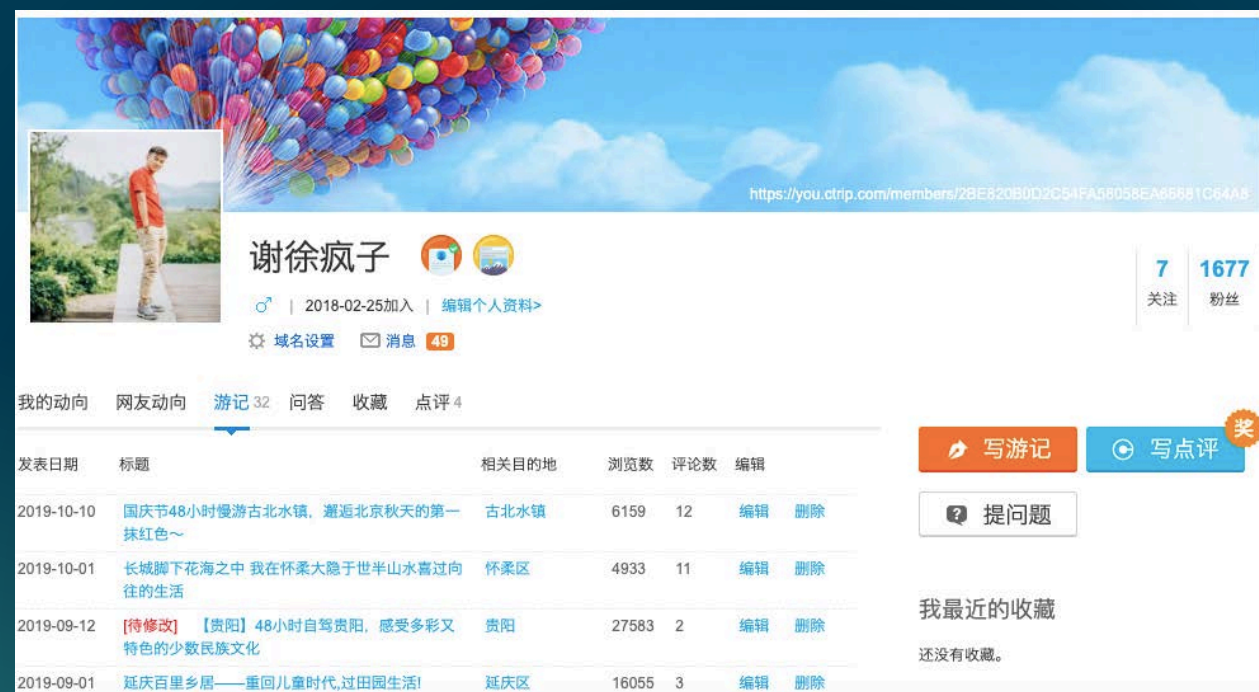 https://you.ctrip.com/members/2BE820B0D2C54FA58058EA65681C64A8
谢徐疯子
7
1677
关注
粉丝
♂ | 2018-02-25加入 | 编辑个人资料>
域名设置 消息 49
我的动向 网友动向 游记 32 问答 收藏 点评 4
奖
写游记 写点评
发表日期 标题 相关目的地 浏览数 评论数 编辑
2019-10-10 国庆节48小时慢游古北水镇，邂逅北京秋天的第一 古北水镇 6159 12 编辑 删除
抹红色～
提问题
2019-10-01 长城脚下花海之中 我在怀柔大隐于世半山水喜过向 怀柔区 4933 11 编辑 删除
往的生活
2019-09-12 [待修改] 【贵阳】48小时自驾贵阳，感受多彩又 贵阳 27583 2 编辑 删除
特色的少数民族文化
我最近的收藏
还没有收藏。
2019-09-01 延庆百里乡居——重回儿童时代,过田园生活! 延庆区 16055 3 编辑 删除